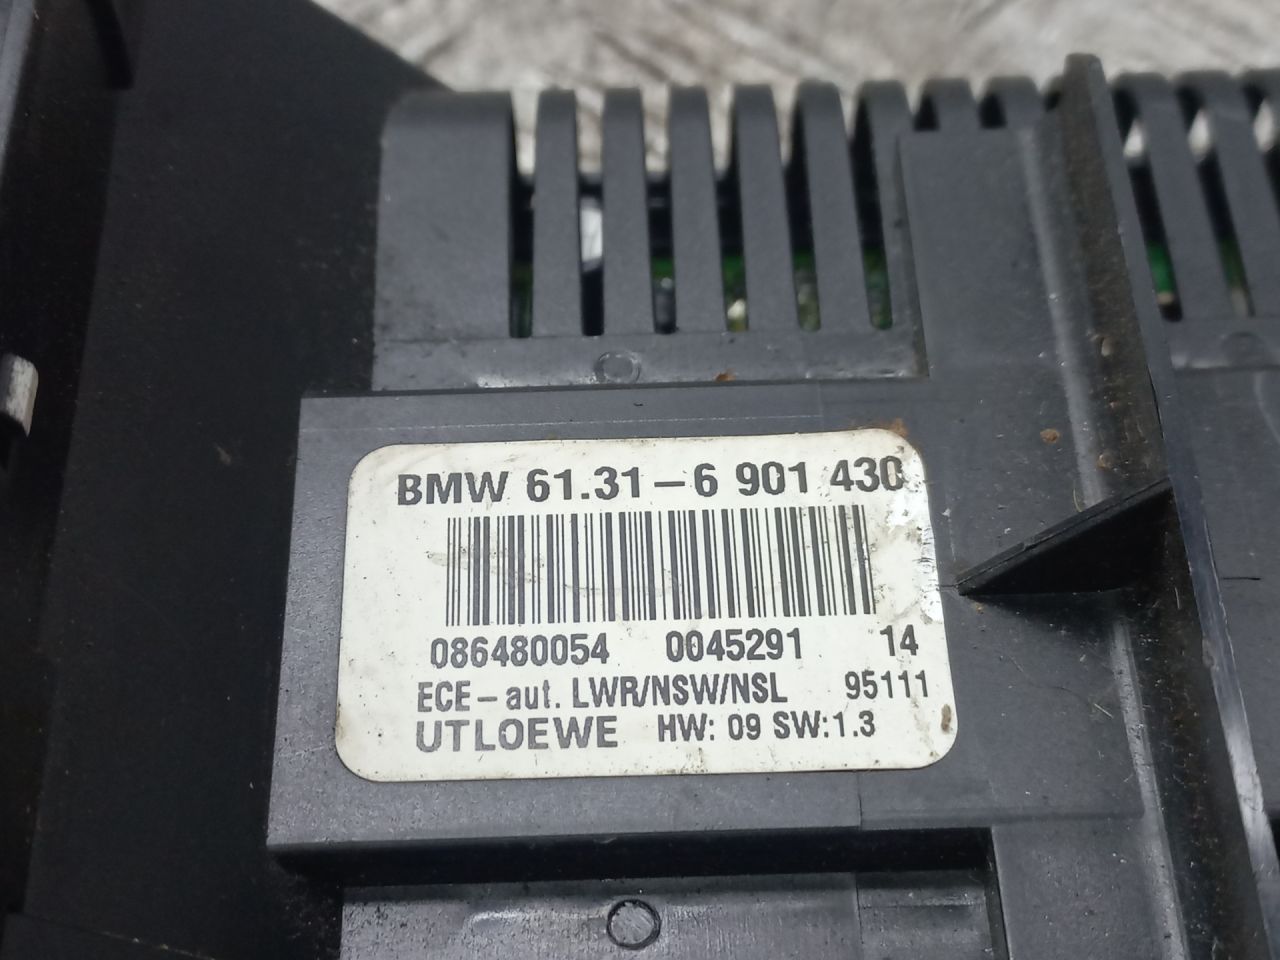 BMW 61.31-6 901 430
086480054 0045291 14
ECE-aut. LWR/NSW/NSL 95111
UTLOEWE HW: 09 SW:1.3